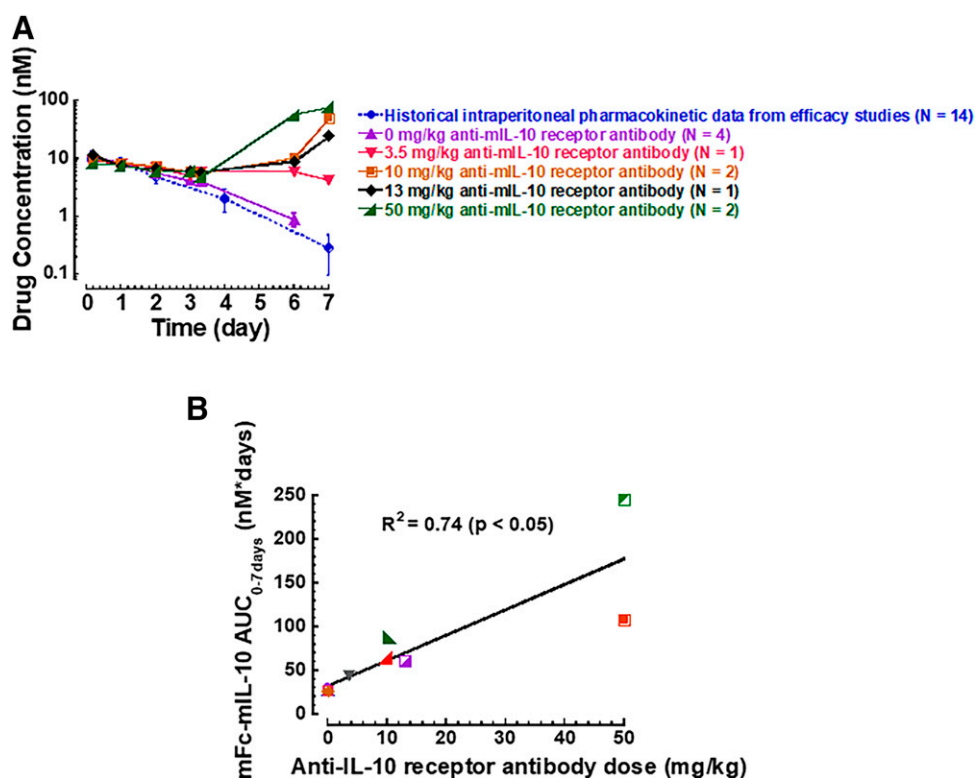 A
Drug Concentration (nM)
100
10
1
0.1
0 1 2 3 4 5 6 7
Time (day)
Historical intraperitoneal pharmacokinetic data from efficacy studies (N = 14)
0 mg/kg anti-mIL-10 receptor antibody (N = 4)
3.5 mg/kg anti-mIL-10 receptor antibody (N = 1)
10 mg/kg anti-mIL-10 receptor antibody (N = 2)
13 mg/kg anti-mIL-10 receptor antibody (N = 1)
50 mg/kg anti-mIL-10 receptor antibody (N = 2)
B
mFc-mIL-10 AUC0-7days (nM*days)
250
200
150
100
50
0
R2 = 0.74 (p < 0.05)
0 10 20 30 40 50
Anti-IL-10 receptor antibody dose (mg/kg)